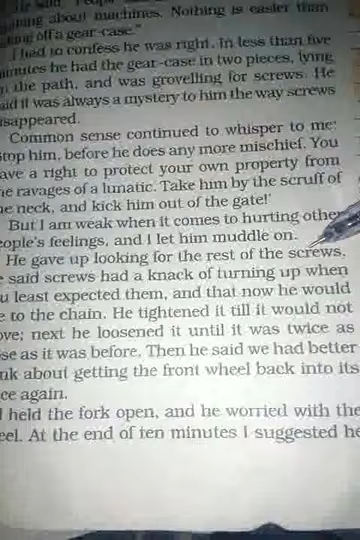 He said, 'People
about machines. Nothing is easier than
off a gear-case.'
I had to confess he was right. In less than five
minutes he had the gear-case in two pieces, lying
the path, and was grovelling for screws. He
aid it was always a mystery to him the way screws
isappeared.
Common sense continued to whisper to me:
Stop him, before he does any more mischief. You
ave a right to protect your own property from
he ravages of a lunatic. Take him by the scruff of
he neck, and kick him out of the gate!'
But I am weak when it comes to hurting other
eople's feelings, and I let him muddle on.
He gave up looking for the rest of the screws.
e said screws had a knack of turning up when
u least expected them, and that now he would
e to the chain. He tightened it till it would not
ove; next he loosened it until it was twice as
se as it was before. Then he said we had better
nk about getting the front wheel back into its
ce again.
I held the fork open, and he worried with the
eel. At the end of ten minutes I suggested he